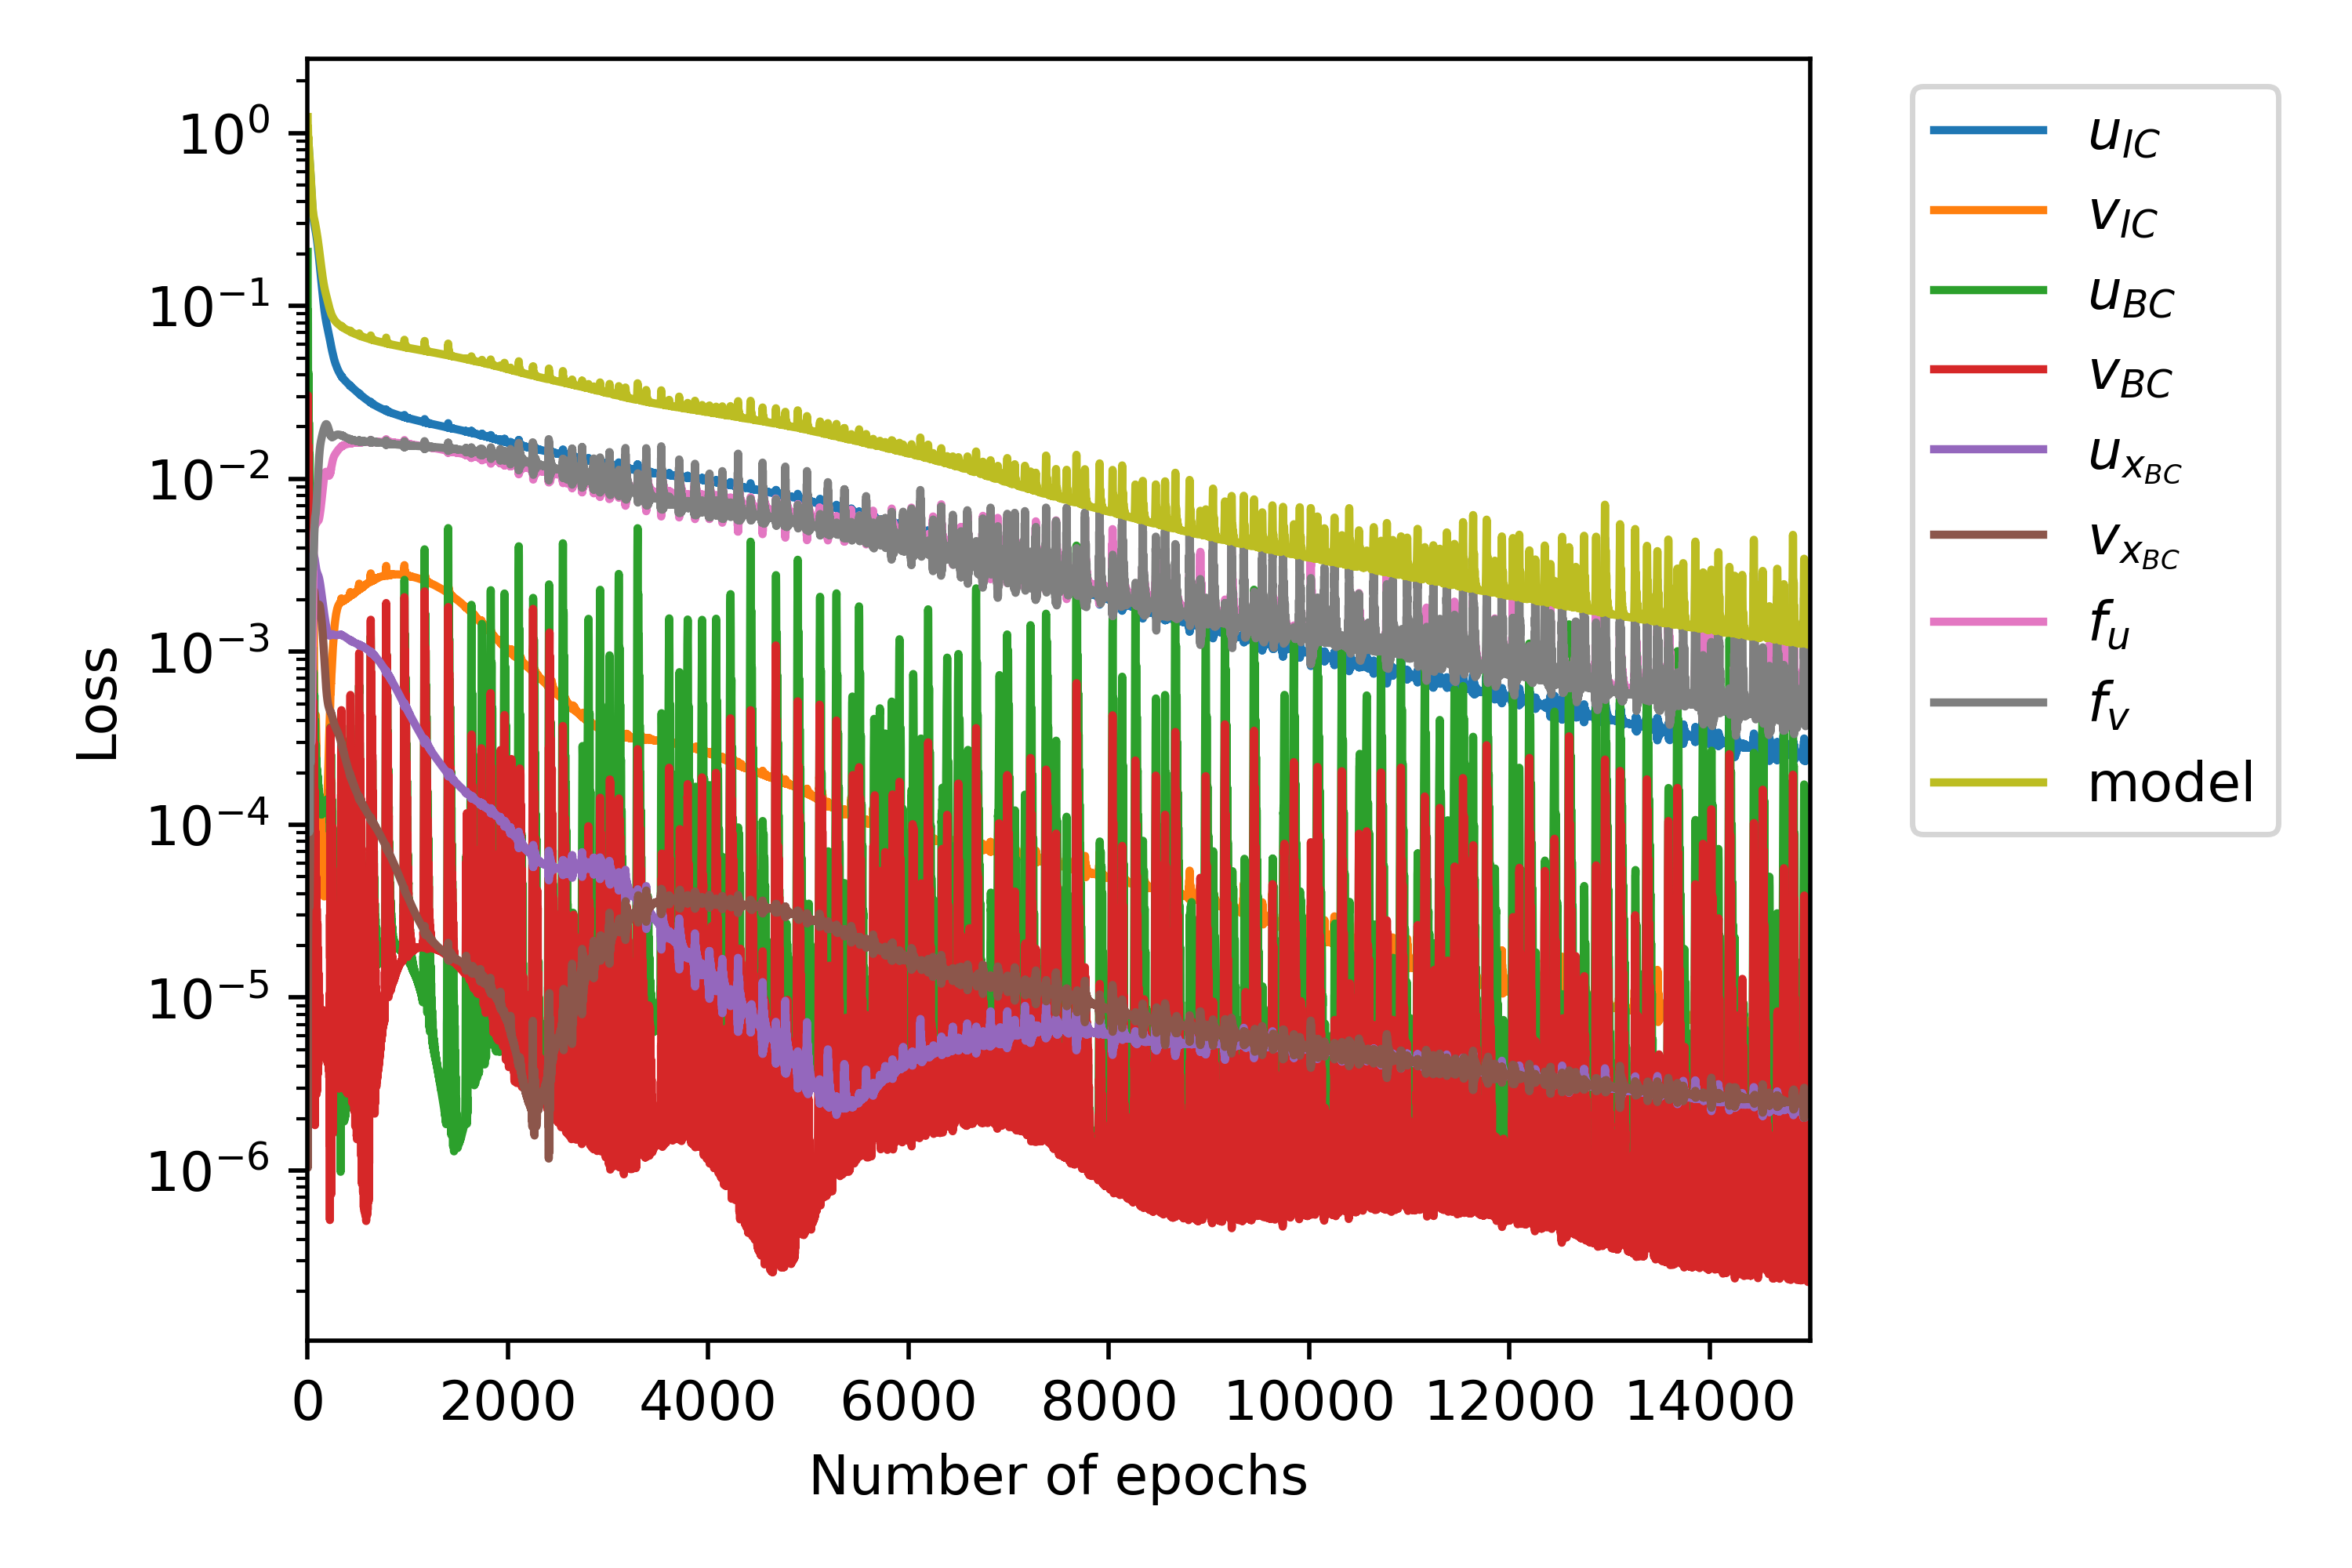 Loss
10^0
10^−1
10^−2
10^−3
10^−4
10^−5
10^−6
0 2000 4000 6000 8000 10000 12000 14000
Number of epochs
u_IC
v_IC
u_BC
v_BC
u_x_BC
v_x_BC
f_u
f_v
model